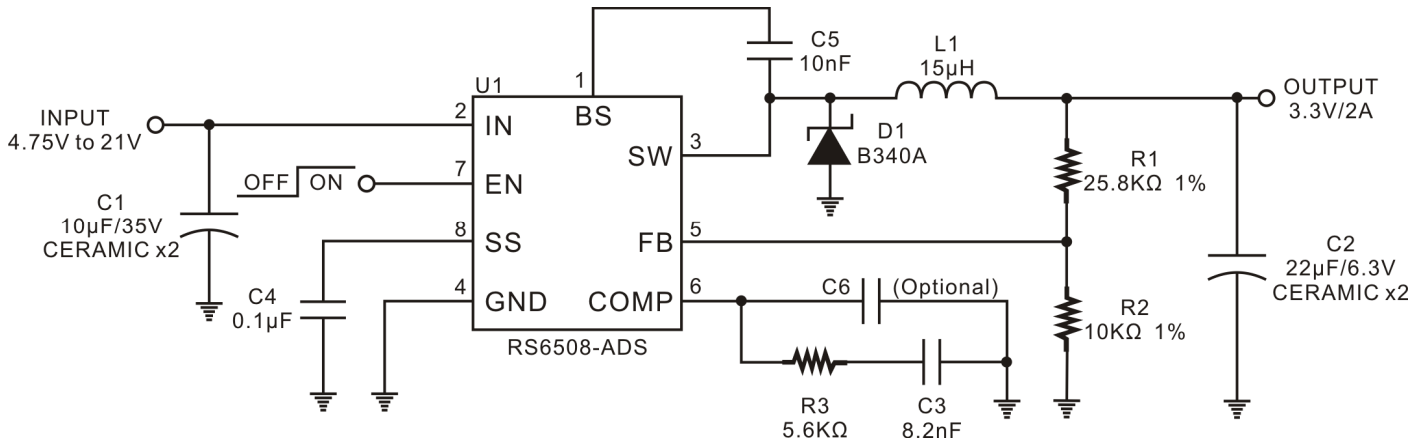 C5
10nF
L1
15µH
1
U1
BS
OUTPUT
3.3V/2A
INPUT
4.75V to 21V
2
IN
D1
B340A
3
SW
R1
25.8KΩ 1%
7
EN
OFF
ON
C1
10µF/35V
CERAMIC x2
8
SS
5
FB
C2
22µF/6.3V
CERAMIC x2
C4
0.1µF
4
GND
6
COMP
C6
(Optional)
R2
10KΩ 1%
RS6508-ADS
R3
5.6KΩ
C3
8.2nF